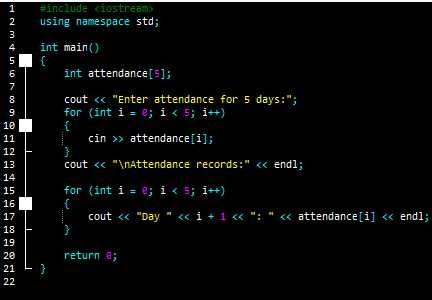 1 #include <iostream>
2 using namespace std;
3
4 int main()
5 {
6 int attendance[5];
7
8 cout << "Enter attendance for 5 days:";
9 for (int i = 0; i < 5; i++)
10 {
11 cin >> attendance[i];
12 }
13 cout << "\nAttendance records:" << endl;
14
15 for (int i = 0; i < 5; i++)
16 {
17 cout << "Day " << i + 1 << ": " << attendance[i] << endl;
18 }
19
20 return 0;
21 }
22